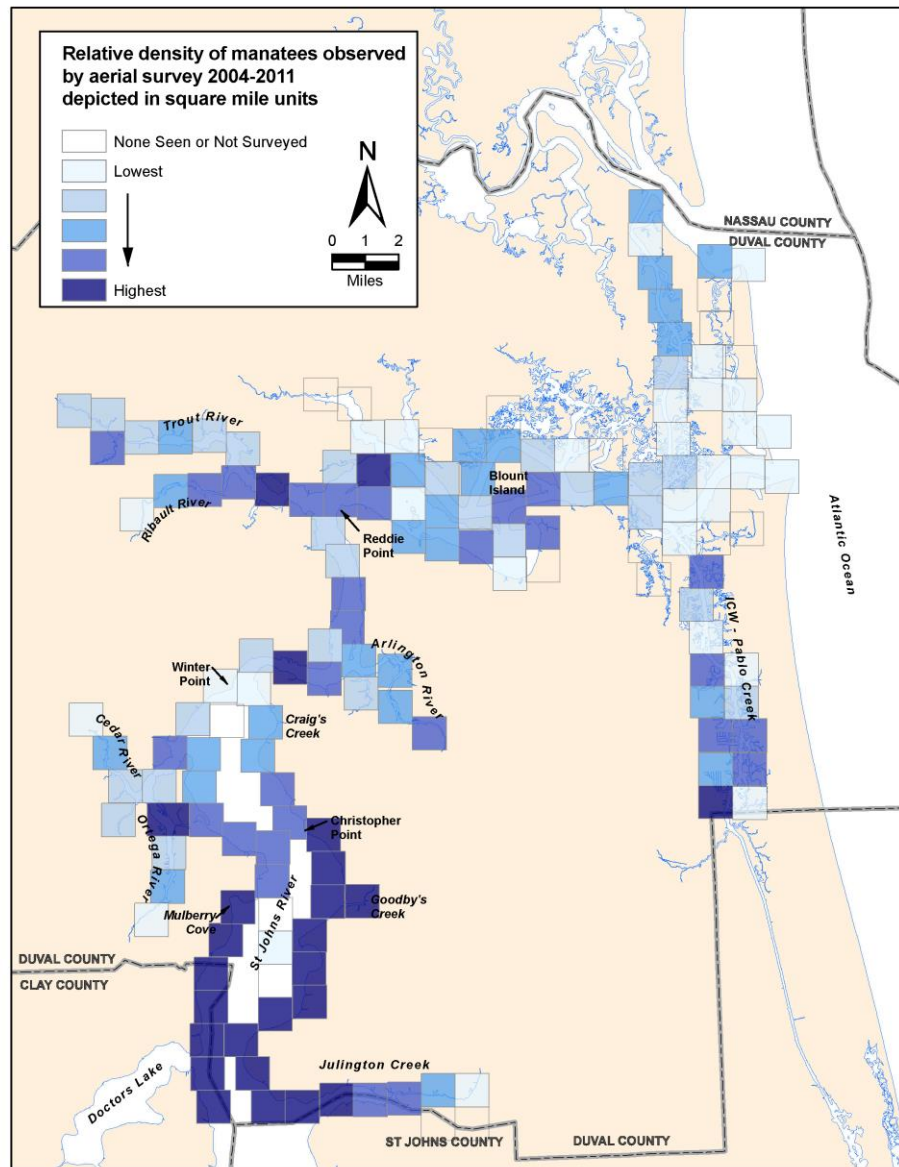 Relative density of manatees observed
by aerial survey 2004-2011
depicted in square mile units
None Seen or Not Surveyed
Lowest
Highest
N
0 1 2
Miles
NASSAU COUNTY
DUVAL COUNTY
Trout River
Ribault River
Blount
Island
Reddie
Point
Atlantic Ocean
ICW - Pablo Creek
Arlington River
Winter
Point
Craig's
Creek
Cedar River
Christopher
Point
Ortega River
Goodby's
Creek
Mulberry
Cove
St Johns River
DUVAL COUNTY
CLAY COUNTY
Julington Creek
Doctors Lake
ST JOHNS COUNTY
DUVAL COUNTY